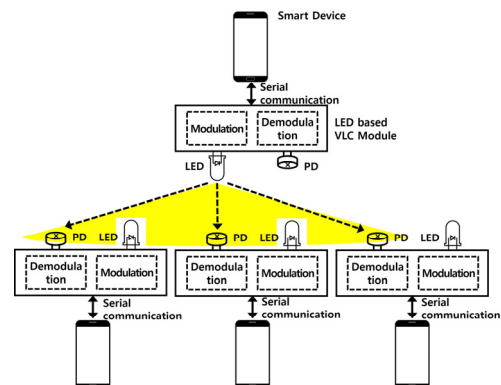 Smart Device
Serial
communication
Modulation
Demodula
tion
LED based
VLC Module
LED
PD
PD
LED
PD
LED
PD
LED
Demodula
tion
Modulation
Demodula
tion
Modulation
Demodula
tion
Modulation
Serial
communication
Serial
communication
Serial
communication